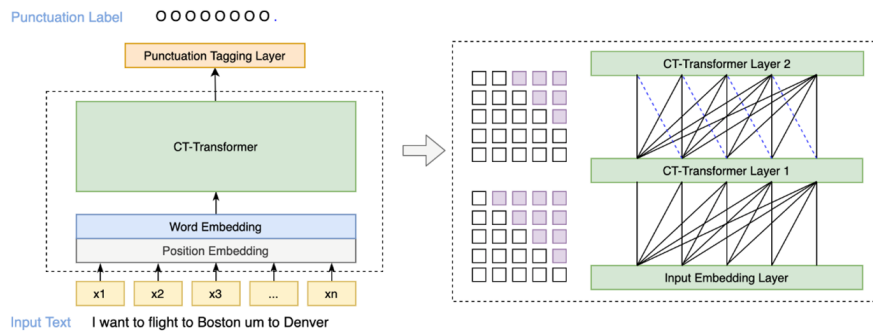 Punctuation Label O O O O O O O O .
Punctuation Tagging Layer
CT-Transformer
Word Embedding
Position Embedding
x1 x2 x3 ... xn
Input Text I want to flight to Boston um to Denver
CT-Transformer Layer 2
CT-Transformer Layer 1
Input Embedding Layer